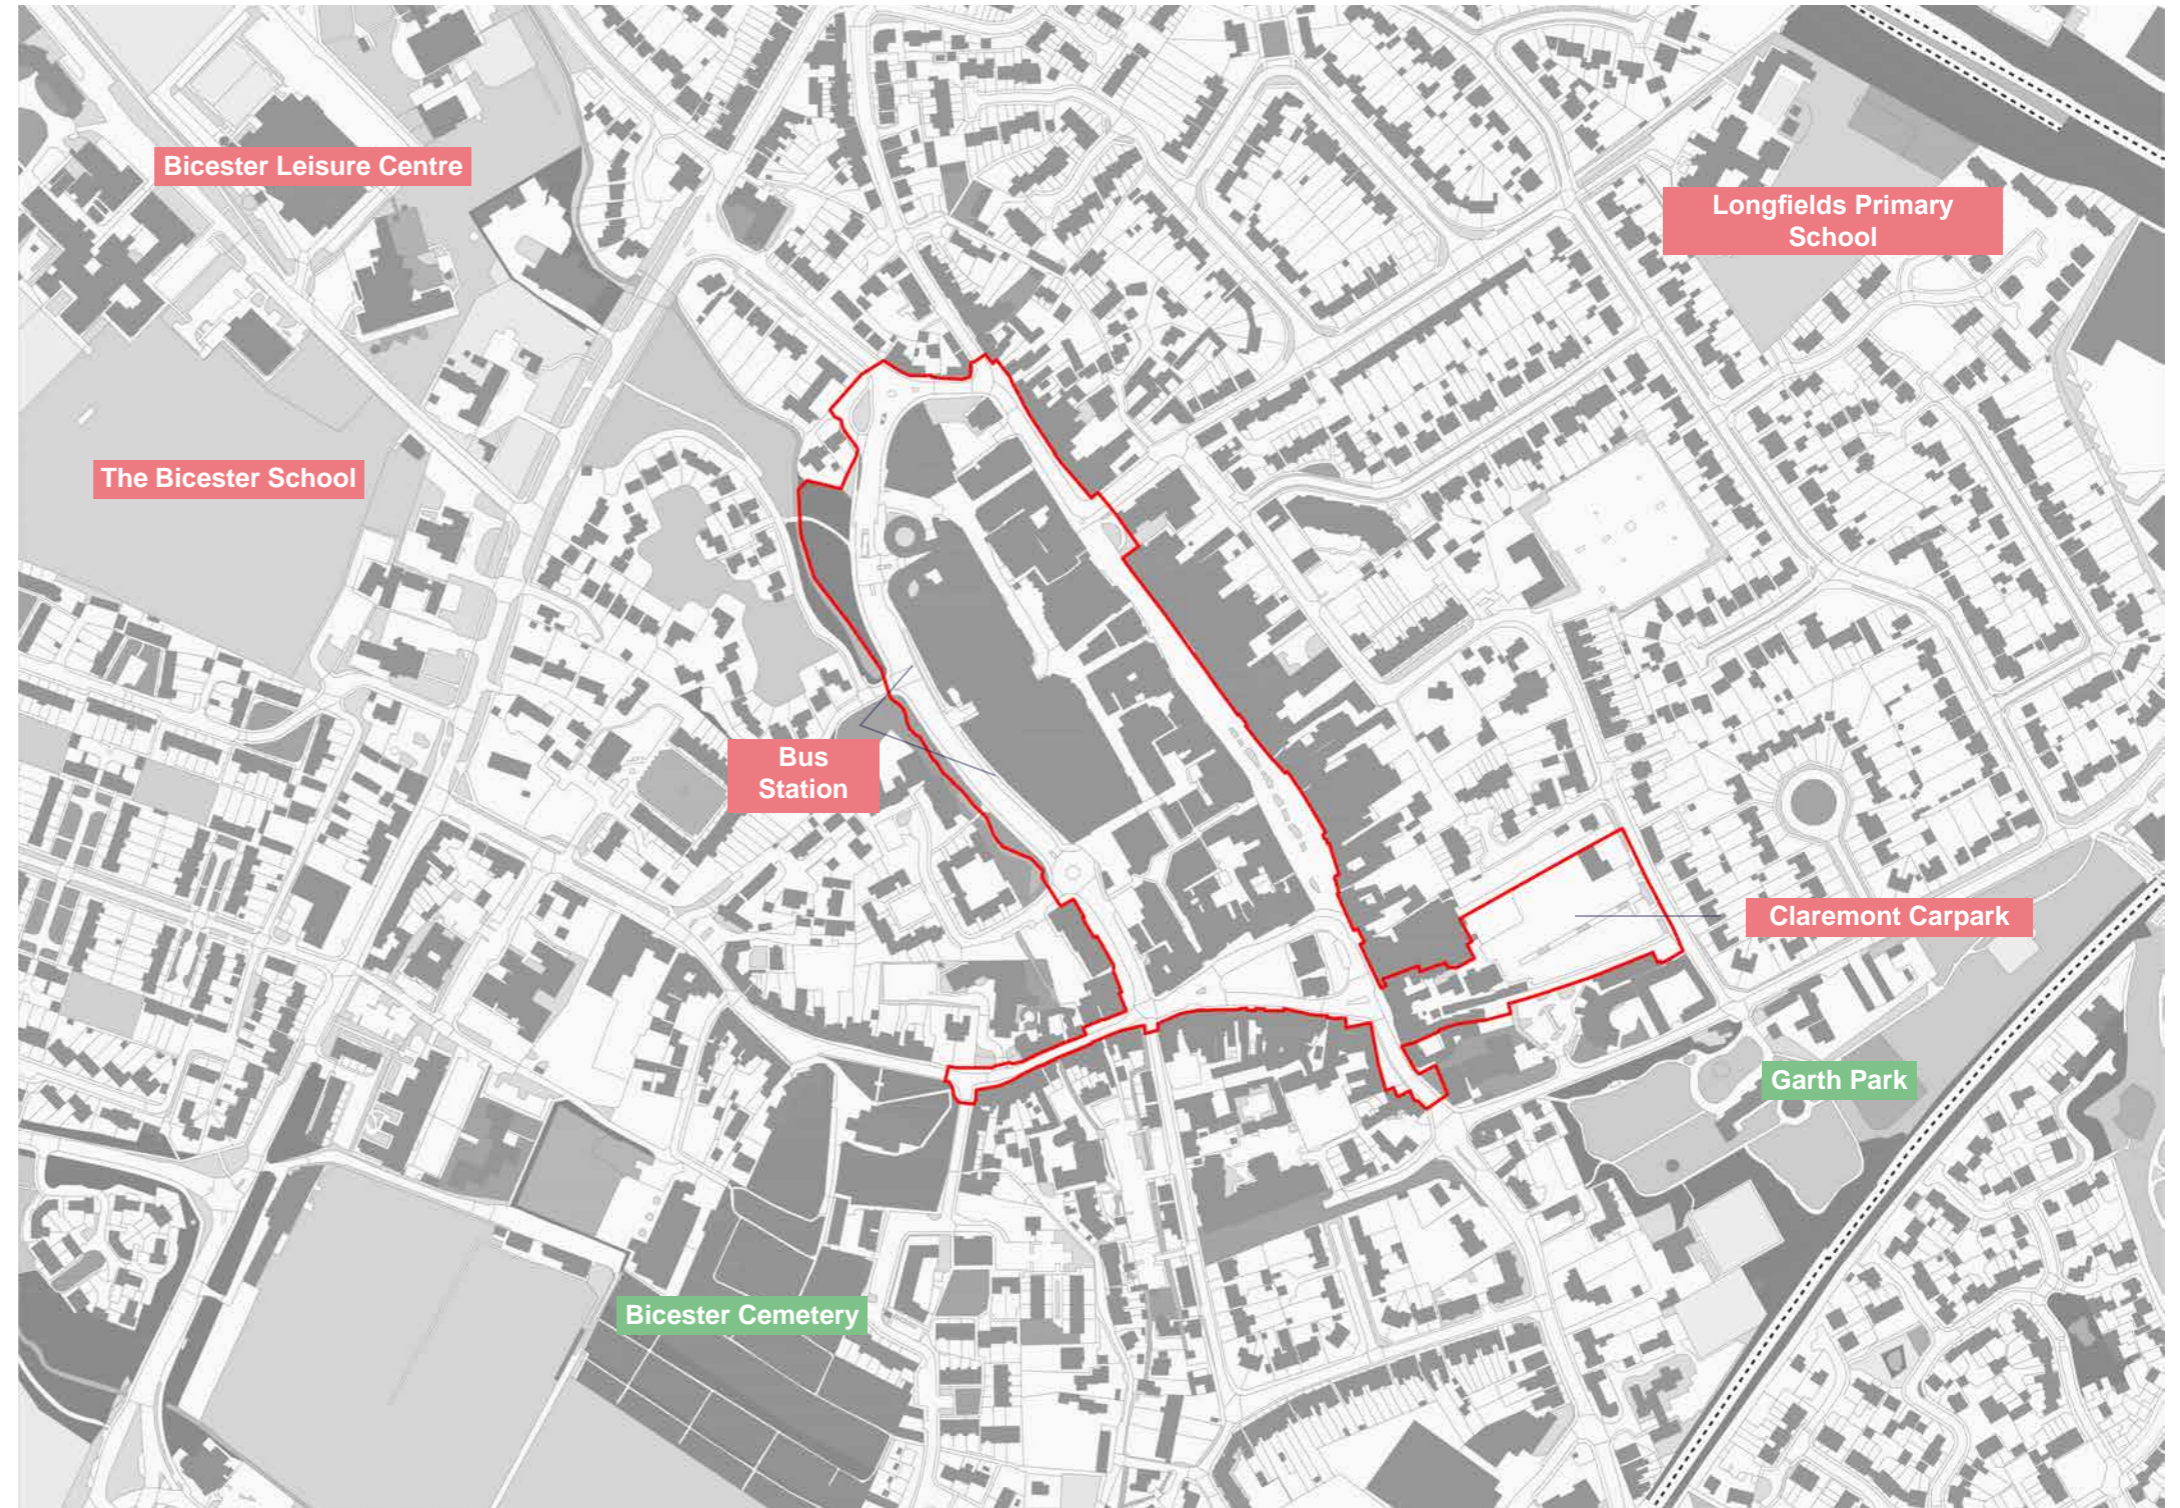 Bicester Leisure Centre
Longfields Primary
School
The Bicester School
Bus
Station
Claremont Carpark
Garth Park
Bicester Cemetery